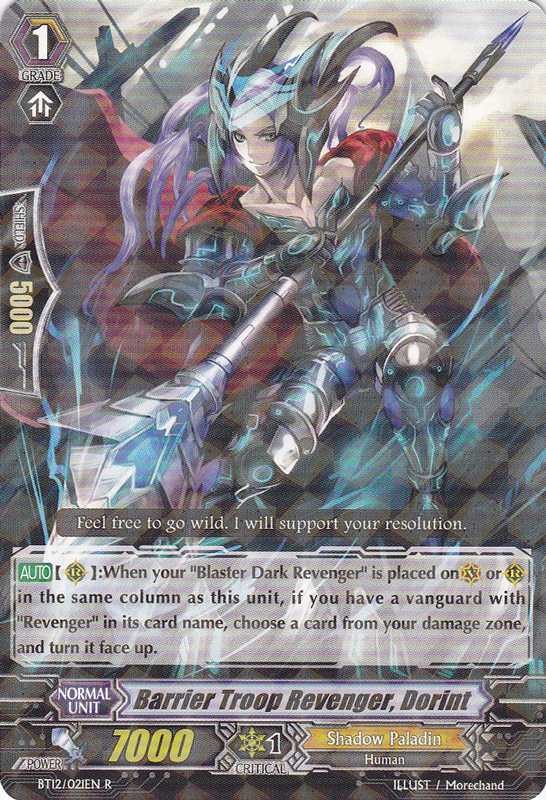 1
GRADE
SHIELD
5000
Feel free to go wild. I will support your resolution.
AUTO【 R 】:When your "Blaster Dark Revenger" is placed on V or R
in the same column as this unit, if you have a vanguard with
"Revenger" in its card name, choose a card from your damage zone,
and turn it face up.
NORMAL
UNIT
Barrier Troop Revenger, Dorint
POWER
7000
1
CRITICAL
Shadow Paladin
Human
BT12/021EN R
ILLUST / Morechand